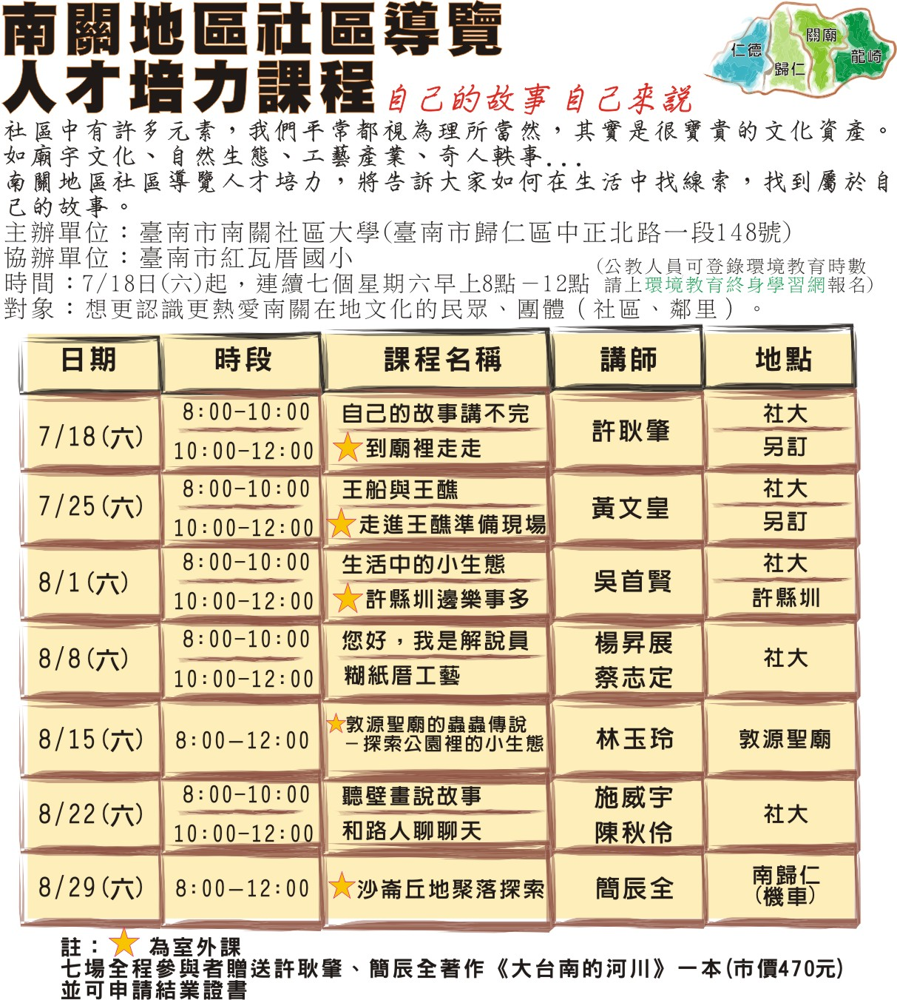 南關地區社區導覽
人才培力課程 自己的故事 自己來說
仁德
歸仁
關廟
龍崎
社區中有許多元素，我們平常都視為理所當然，其實是很寶貴的文化資產。
如廟宇文化、自然生態、工藝產業、奇人軼事...
南關地區社區導覽人才培力，將告訴大家如何在生活中找線索，找到屬於自
己的故事。
主辦單位：臺南市南關社區大學(臺南市歸仁區中正北路一段148號)
協辦單位：臺南市紅瓦厝國小
(公教人員可登錄環境教育時數
時間：7/18日(六)起，連續七個星期六早上8點－12點 請上環境教育終身學習網報名)
對象：想更認識更熱愛南關在地文化的民眾、團體（社區、鄰里）。
日期 時段 課程名稱 講師 地點
7/18(六) 8:00-10:00 自己的故事講不完 許耿肇 社大
10:00-12:00 ★到廟裡走走 另訂
7/25(六) 8:00-10:00 王船與王醮 黃文皇 社大
10:00-12:00 ★走進王醮準備現場 另訂
8/1(六) 8:00-10:00 生活中的小生態 吳首賢 社大
10:00-12:00 ★許縣圳邊樂事多 許縣圳
8/8(六) 8:00-10:00 您好，我是解說員 楊昇展 社大
10:00-12:00 糊紙厝工藝 蔡志定
8/15(六) 8:00－12:00 ★敦源聖廟的蟲蟲傳說 林玉玲 敦源聖廟
－探索公園裡的小生態
8/22(六) 8:00-10:00 聽壁畫說故事 施威宇 社大
10:00-12:00 和路人聊聊天 陳秋伶
8/29(六) 8:00－12:00 ★沙崙丘地聚落探索 簡辰全 南歸仁
(機車)
註：★ 為室外課
七場全程參與者贈送許耿肇、簡辰全著作《大台南的河川》一本(市價470元)
並可申請結業證書